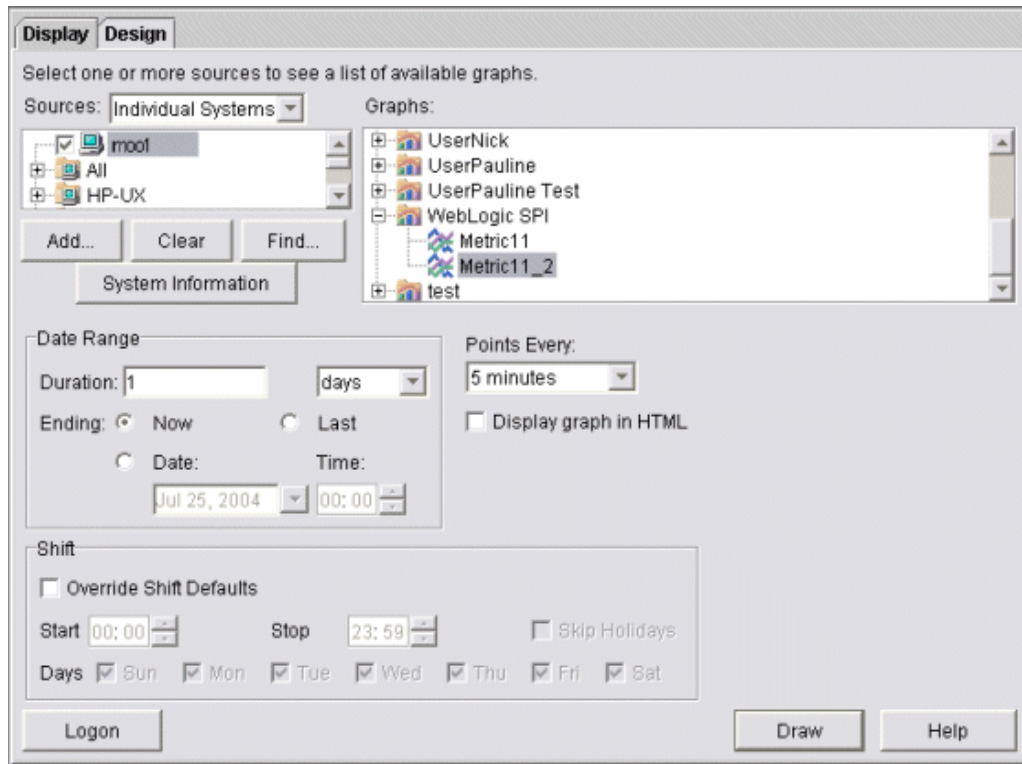 Display Design
Select one or more sources to see a list of available graphs.
Sources: Individual Systems
Graphs:
moo1
All
HP-UX
UserNick
UserPauline
UserPauline Test
WebLogic SPI
Metric11
Metric11_2
test
Add... Clear Find...
System Information
Date Range
Duration: 1 days
Ending: Now Last
Date: Time:
Jul 25, 2004 00:00
Points Every:
5 minutes
Display graph in HTML
Shift
Override Shift Defaults
Start 00:00 Stop 23:59 Skip Holidays
Days Sun Mon Tue Wed Thu Fri Sat
Logon Draw Help